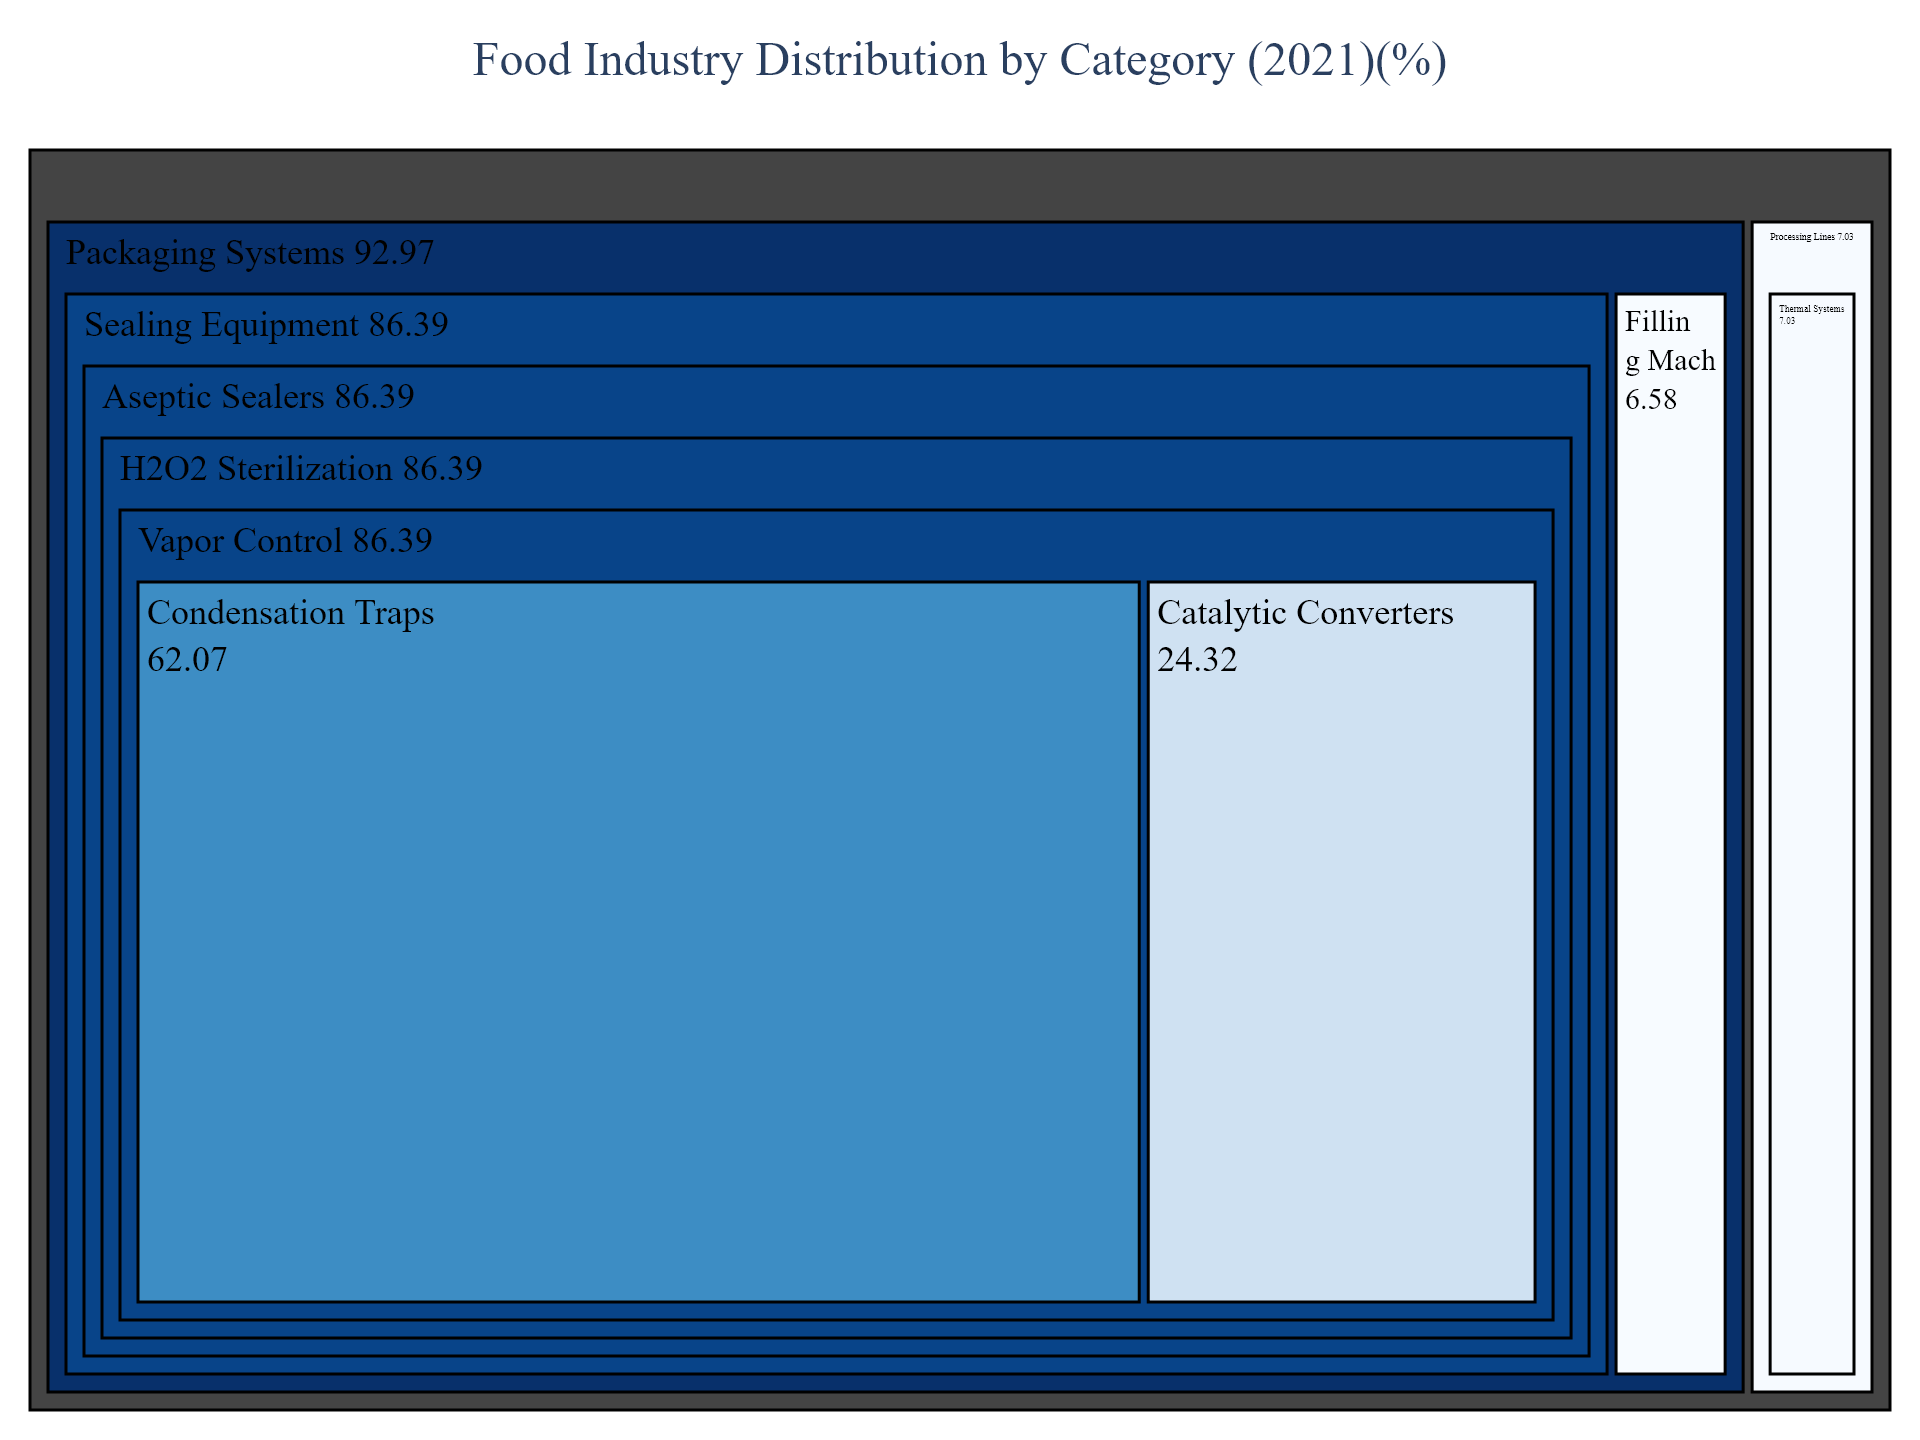 Food Industry Distribution by Category (2021)(%)
Packaging Systems 92.97
Processing Lines 7.03
Sealing Equipment 86.39
Fillin
g Mach
6.58
Thermal Systems
7.03
Aseptic Sealers 86.39
H2O2 Sterilization 86.39
Vapor Control 86.39
Condensation Traps
62.07
Catalytic Converters
24.32